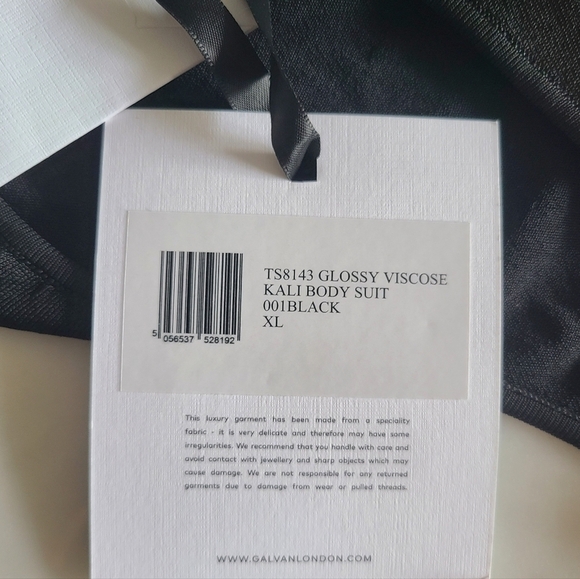 TS8143 GLOSSY VISCOSE
KALI BODY SUIT
001BLACK
XL
5 056537 528192
This luxury garment has been made from a speciality
fabric - It is very delicate and therefore may have some
irregularities. We recommend that you handle with care and
avoid contact with jewellery and sharp objects which may
cause damage. We are not responsible for any returned
garments due to damage from wear or pulled threads.
WWW.GALVANLONDON.COM